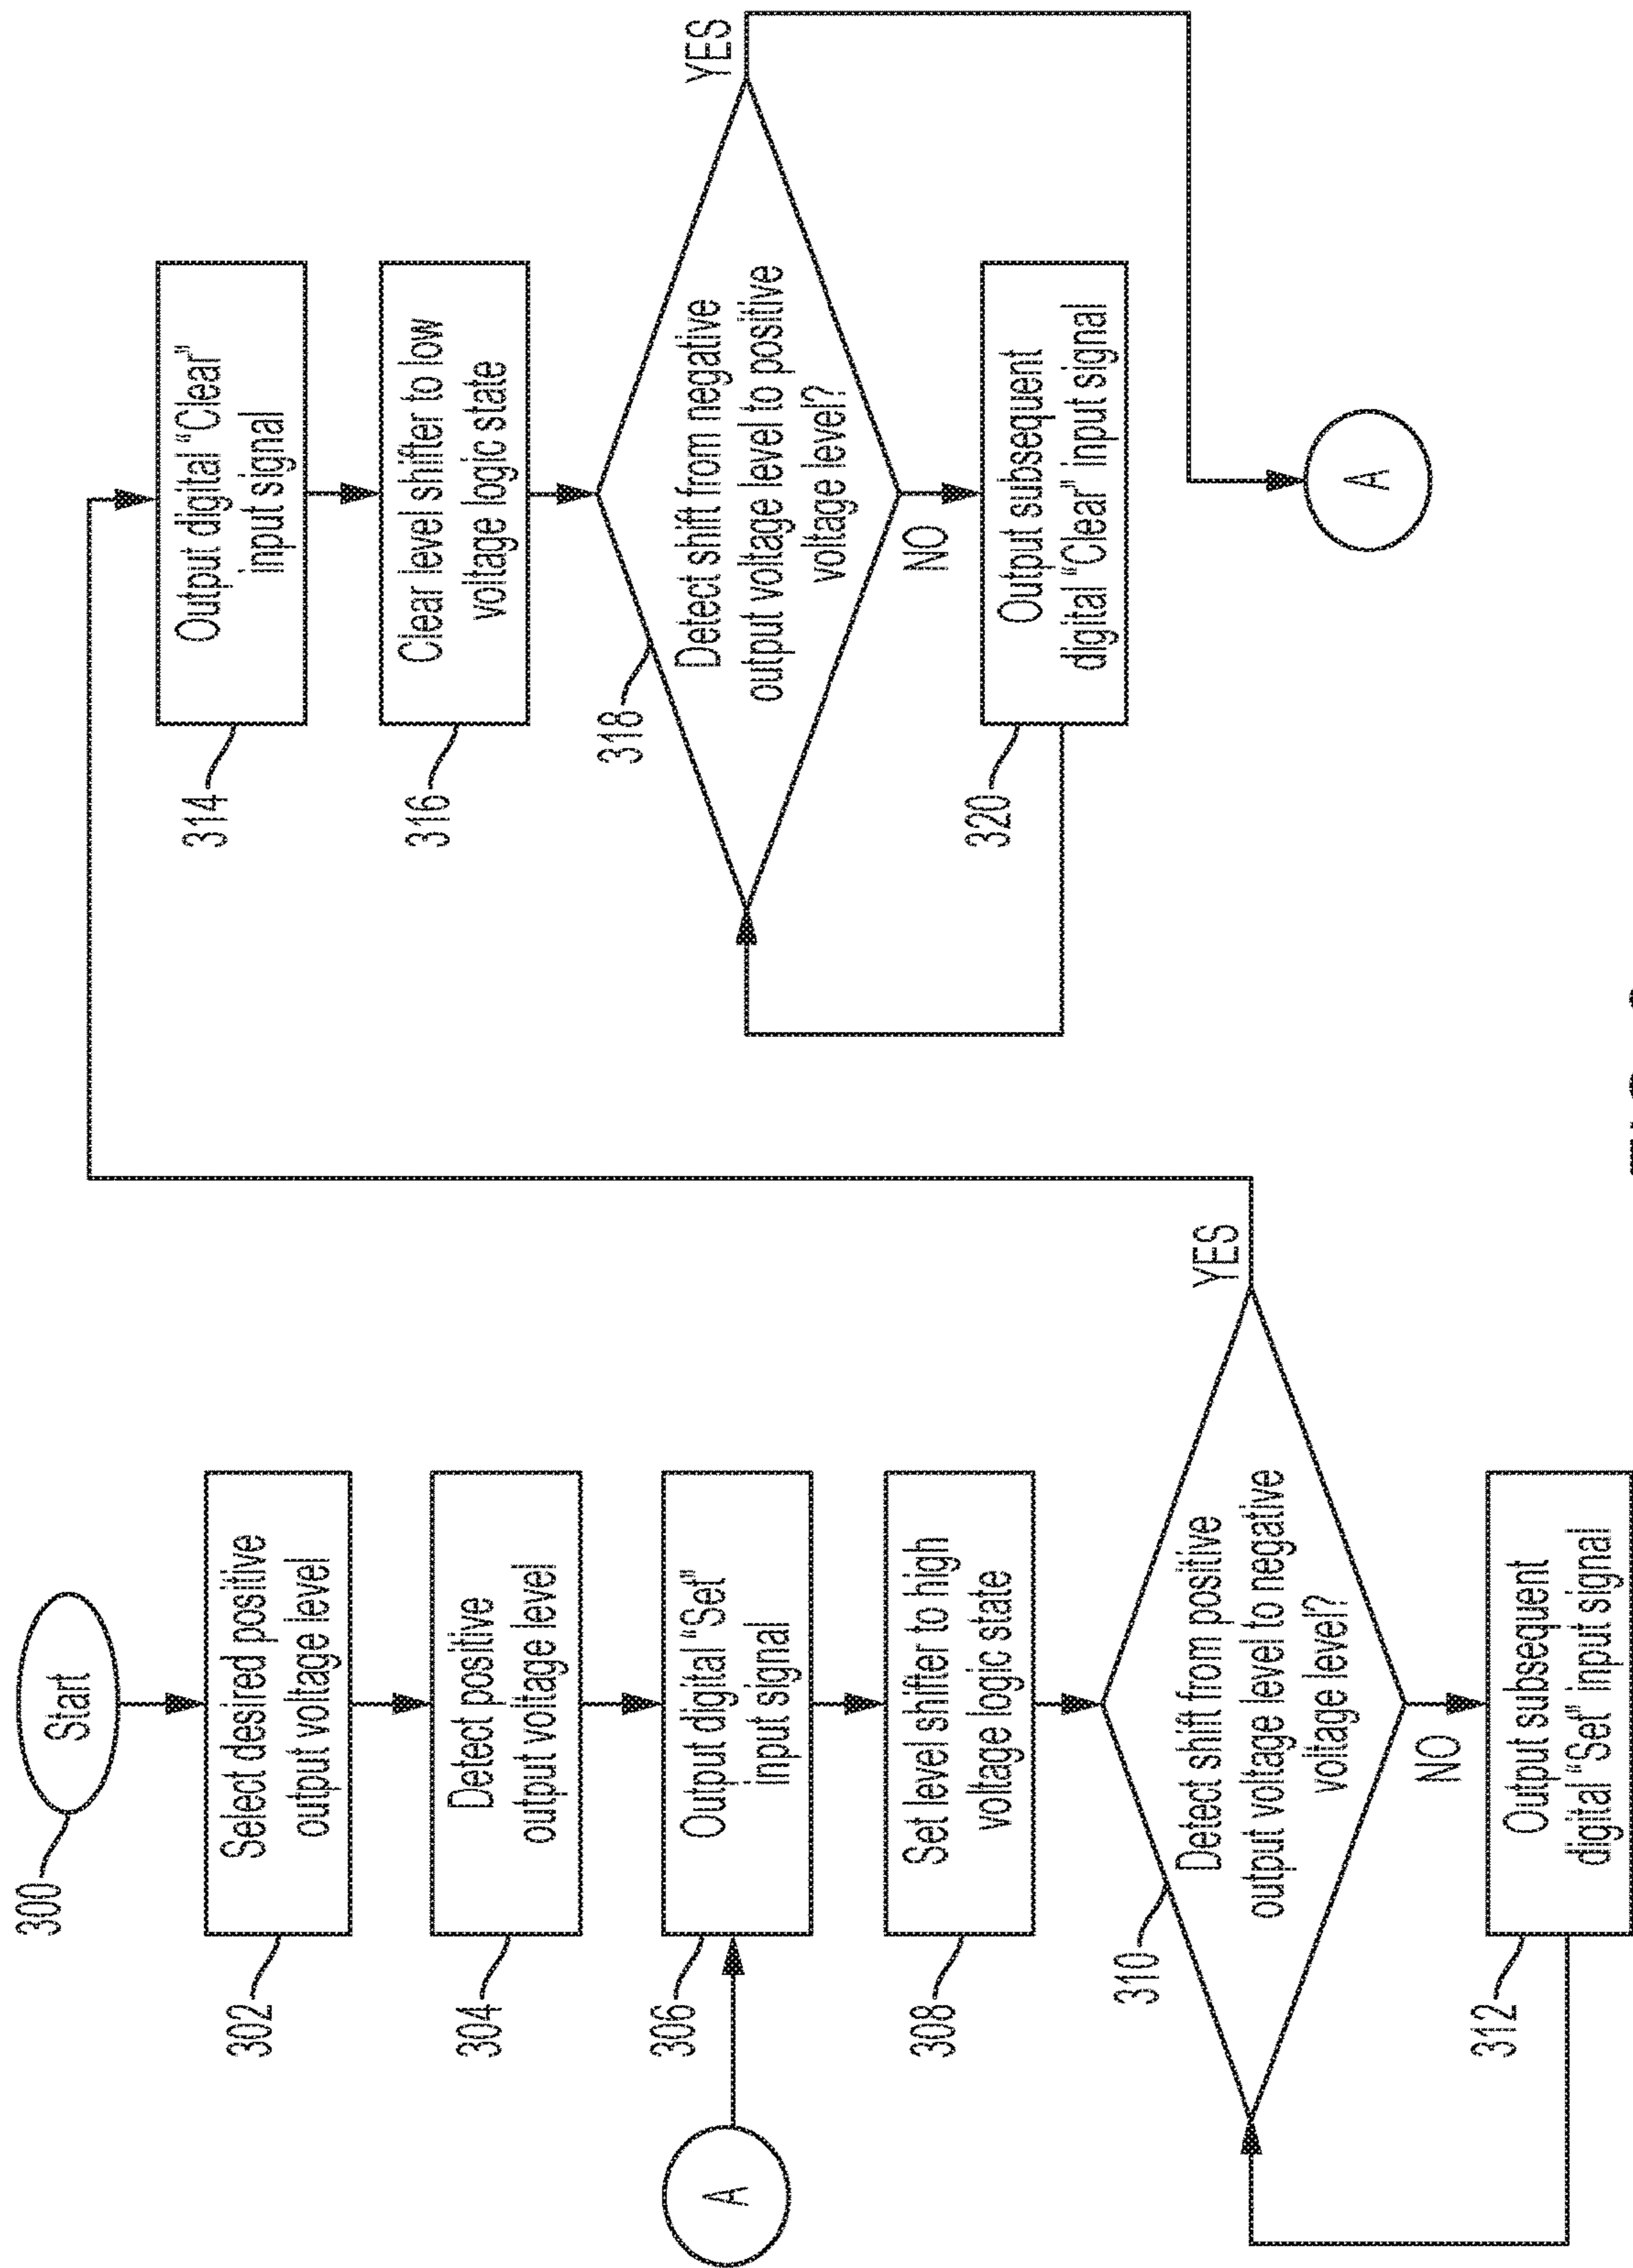 300
Start
302
Select desired positive
output voltage level
304
Detect positive
output voltage level
A
306
Output digital "Set"
input signal
308
Set level shifter to high
voltage logic state
310
Detect shift from positive
output voltage level to negative
voltage level?
YES
NO
312
Output subsequent
digital "Set" input signal
314
Output digital "Clear"
input signal
316
Clear level shifter to low
voltage logic state
318
Detect shift from negative
output voltage level to positive
voltage level?
YES
NO
320
Output subsequent
digital "Clear" input signal
A